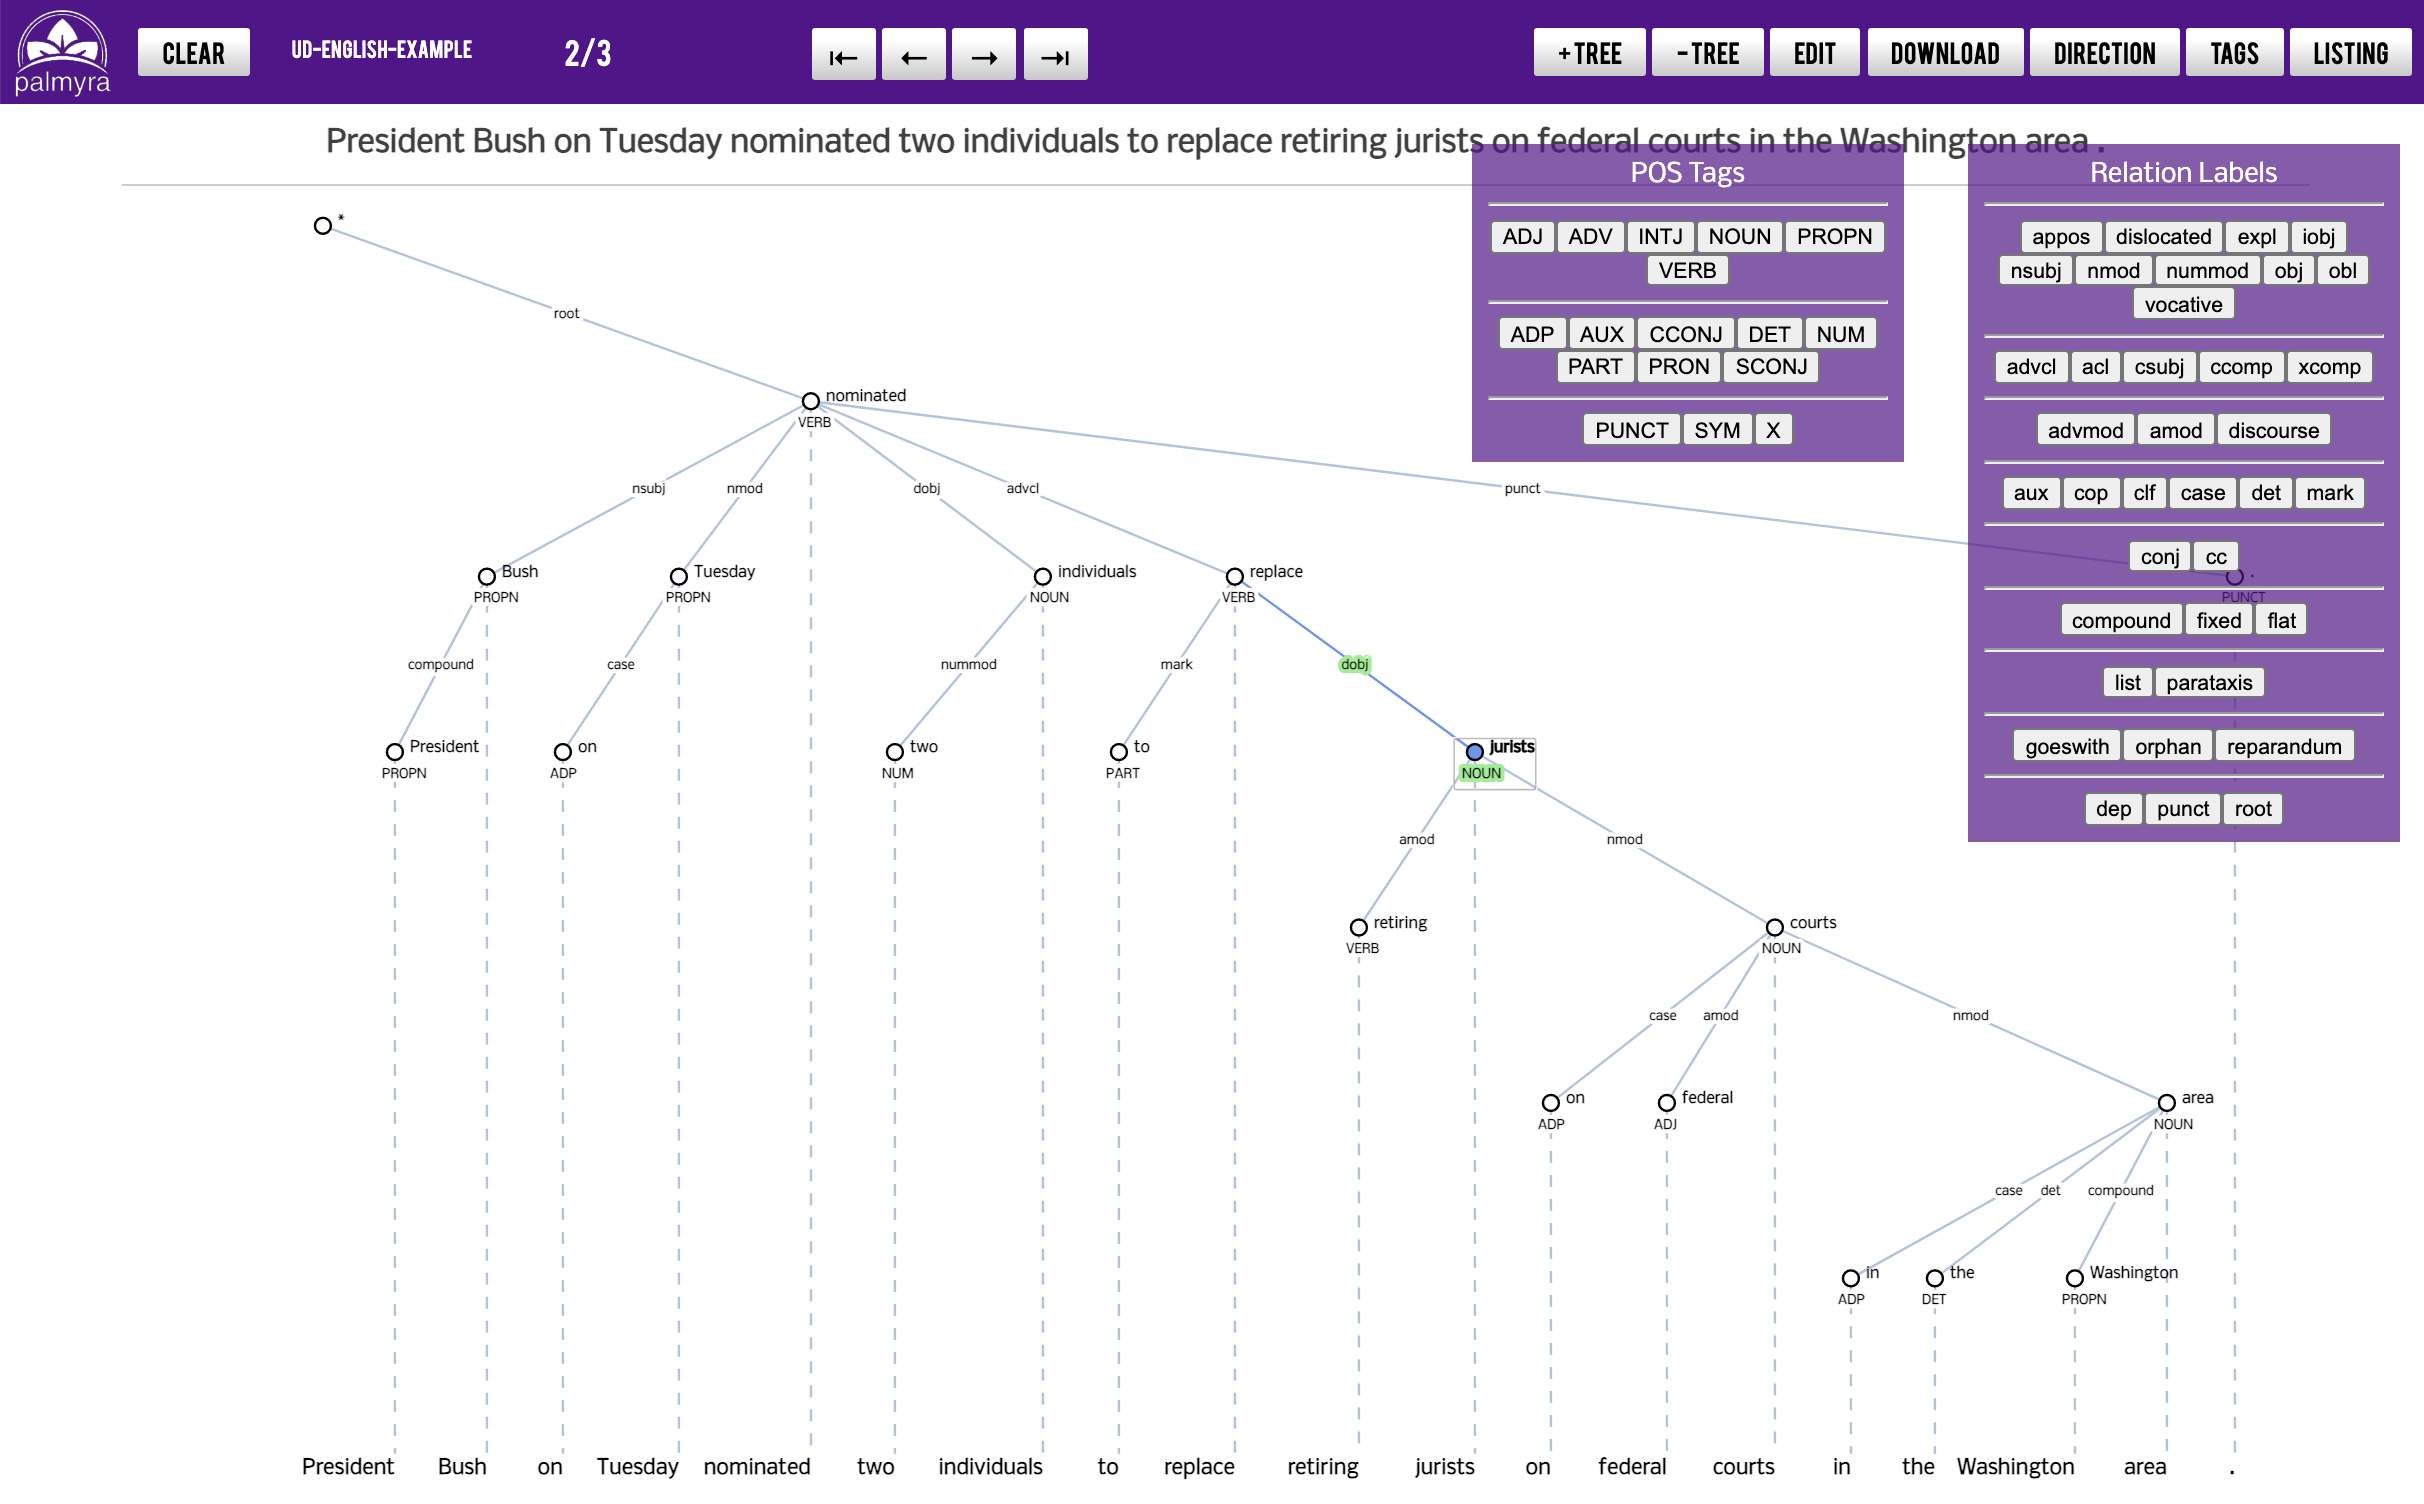 palmyra
CLEAR
UD-ENGLISH-EXAMPLE
2/3
+TREE
-TREE
EDIT
DOWNLOAD
DIRECTION
TAGS
LISTING
President Bush on Tuesday nominated two individuals to replace retiring jurists on federal courts in the Washington area .
POS Tags
ADJ ADV INTJ NOUN PROPN
VERB
ADP AUX CCONJ DET NUM
PART PRON SCONJ
PUNCT SYM X
Relation Labels
appos dislocated expl iobj
nsubj nmod nummod obj obl
vocative
advcl acl csubj ccomp xcomp
advmod amod discourse
aux cop clf case det mark
conj cc
compound fixed flat
list parataxis
goeswith orphan reparandum
dep punct root
*
root
nominated
VERB
nsubj nmod dobj advcl punct
Bush Tuesday individuals replace .
PROPN PROPN NOUN VERB PUNCT
compound case nummod mark dobj
President on two to jurists
PROPN ADP NUM PART NOUN
amod nmod
retiring courts
VERB NOUN
case amod nmod
on federal area
ADP ADJ NOUN
case det compound
in the Washington
ADP DET PROPN
President Bush on Tuesday nominated two individuals to replace retiring jurists on federal courts in the Washington area .